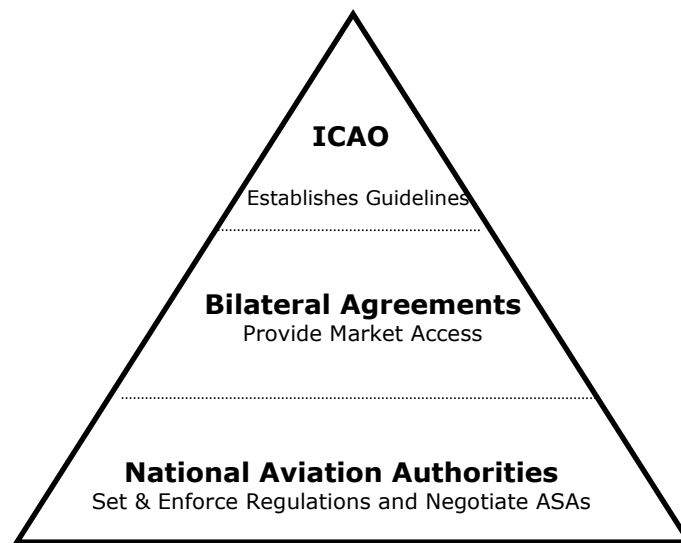 ICAO
Establishes Guidelines
Bilateral Agreements
Provide Market Access
National Aviation Authorities
Set & Enforce Regulations and Negotiate ASAs